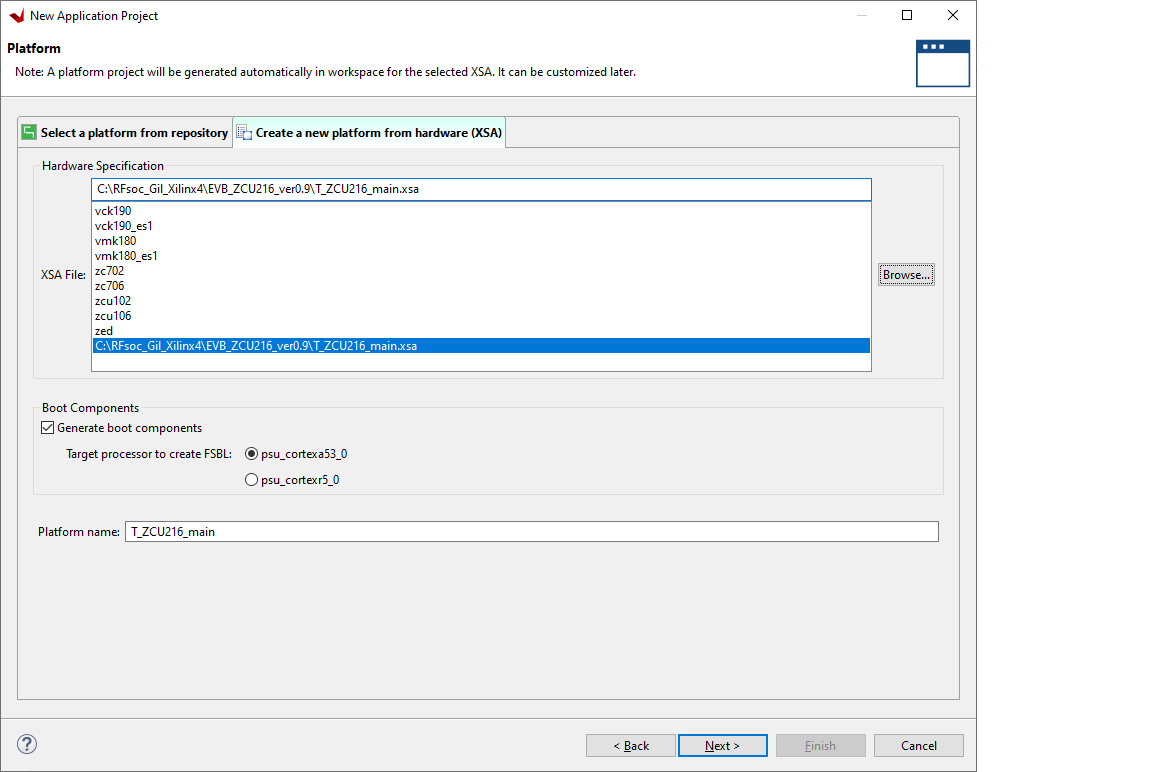 New Application Project
Platform
Note: A platform project will be generated automatically in workspace for the selected XSA. It can be customized later.
Select a platform from repository
Create a new platform from hardware (XSA)
Hardware Specification
C:\RFsoc_Gil_Xilinx4\EVB_ZCU216_ver0.9\T_ZCU216_main.xsa
vck190
vck190_es1
vmk180
vmk180_es1
XSA File:
zc702
zc706
zcu102
zcu106
zed
C:\RFsoc_Gil_Xilinx4\EVB_ZCU216_ver0.9\T_ZCU216_main.xsa
Browse...
Boot Components
Generate boot components
Target processor to create FSBL:
psu_cortexa53_0
psu_cortexr5_0
Platform name:
T_ZCU216_main
?
< Back
Next >
Finish
Cancel